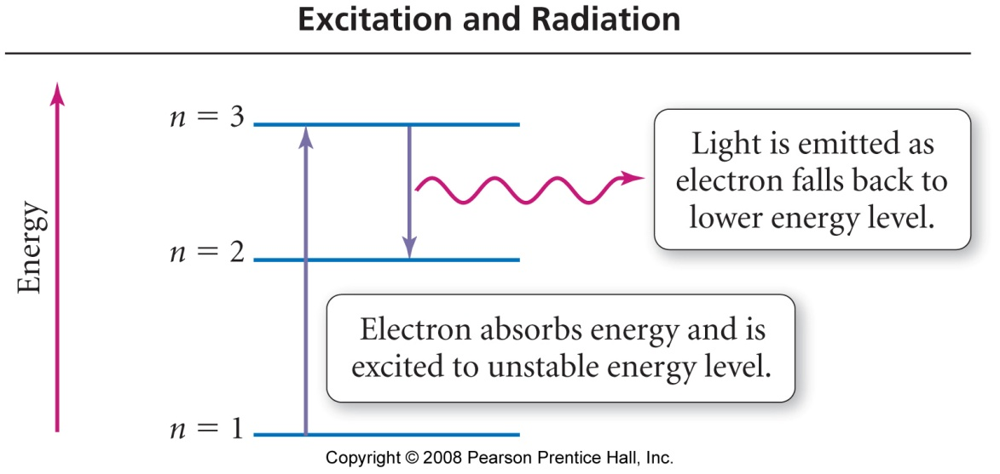 Excitation and Radiation
n = 3
Light is emitted as
electron falls back to
lower energy level.
Energy
n = 2
Electron absorbs energy and is
excited to unstable energy level.
n = 1
Copyright © 2008 Pearson Prentice Hall, Inc.